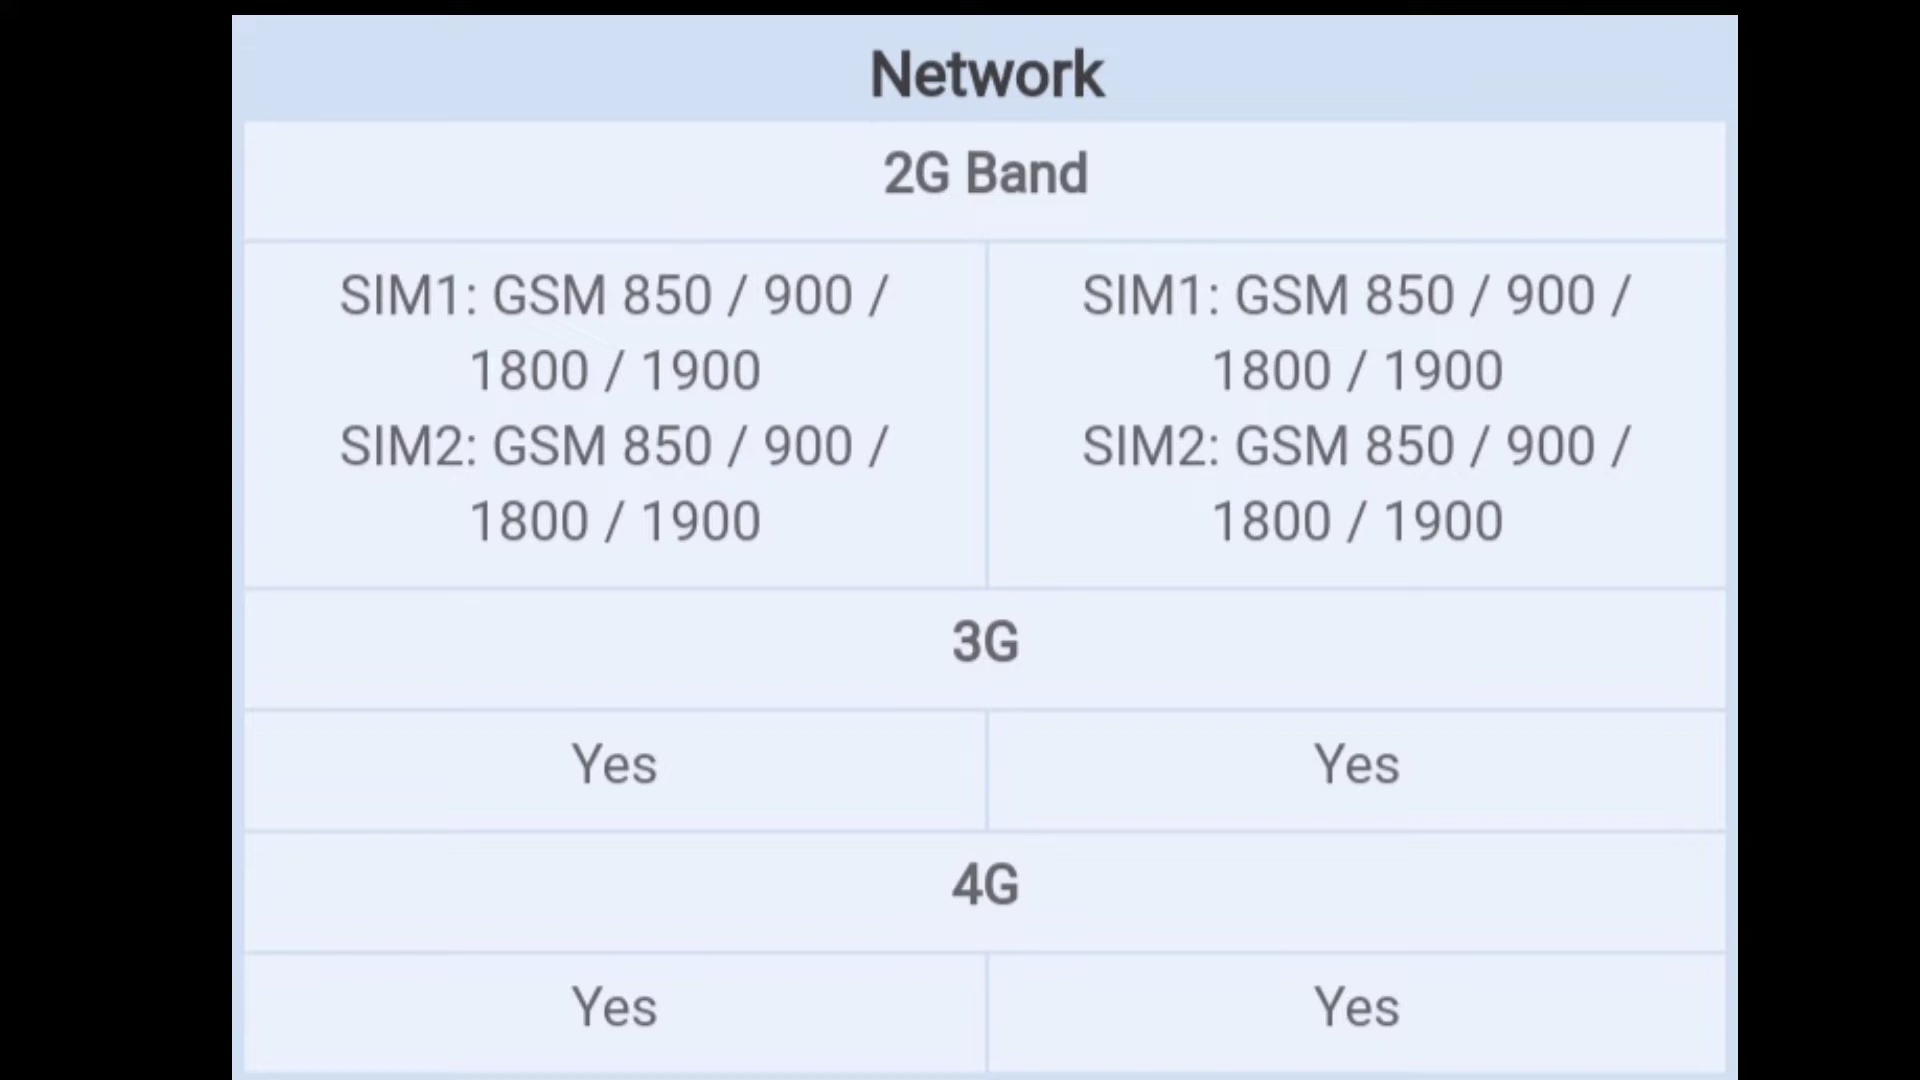 Network
2G Band
SIM1: GSM 850 / 900 /
1800 / 1900
SIM2: GSM 850 / 900 /
1800 / 1900
SIM1: GSM 850 / 900 /
1800 / 1900
SIM2: GSM 850 / 900 /
1800 / 1900
3G
Yes
Yes
4G
Yes
Yes